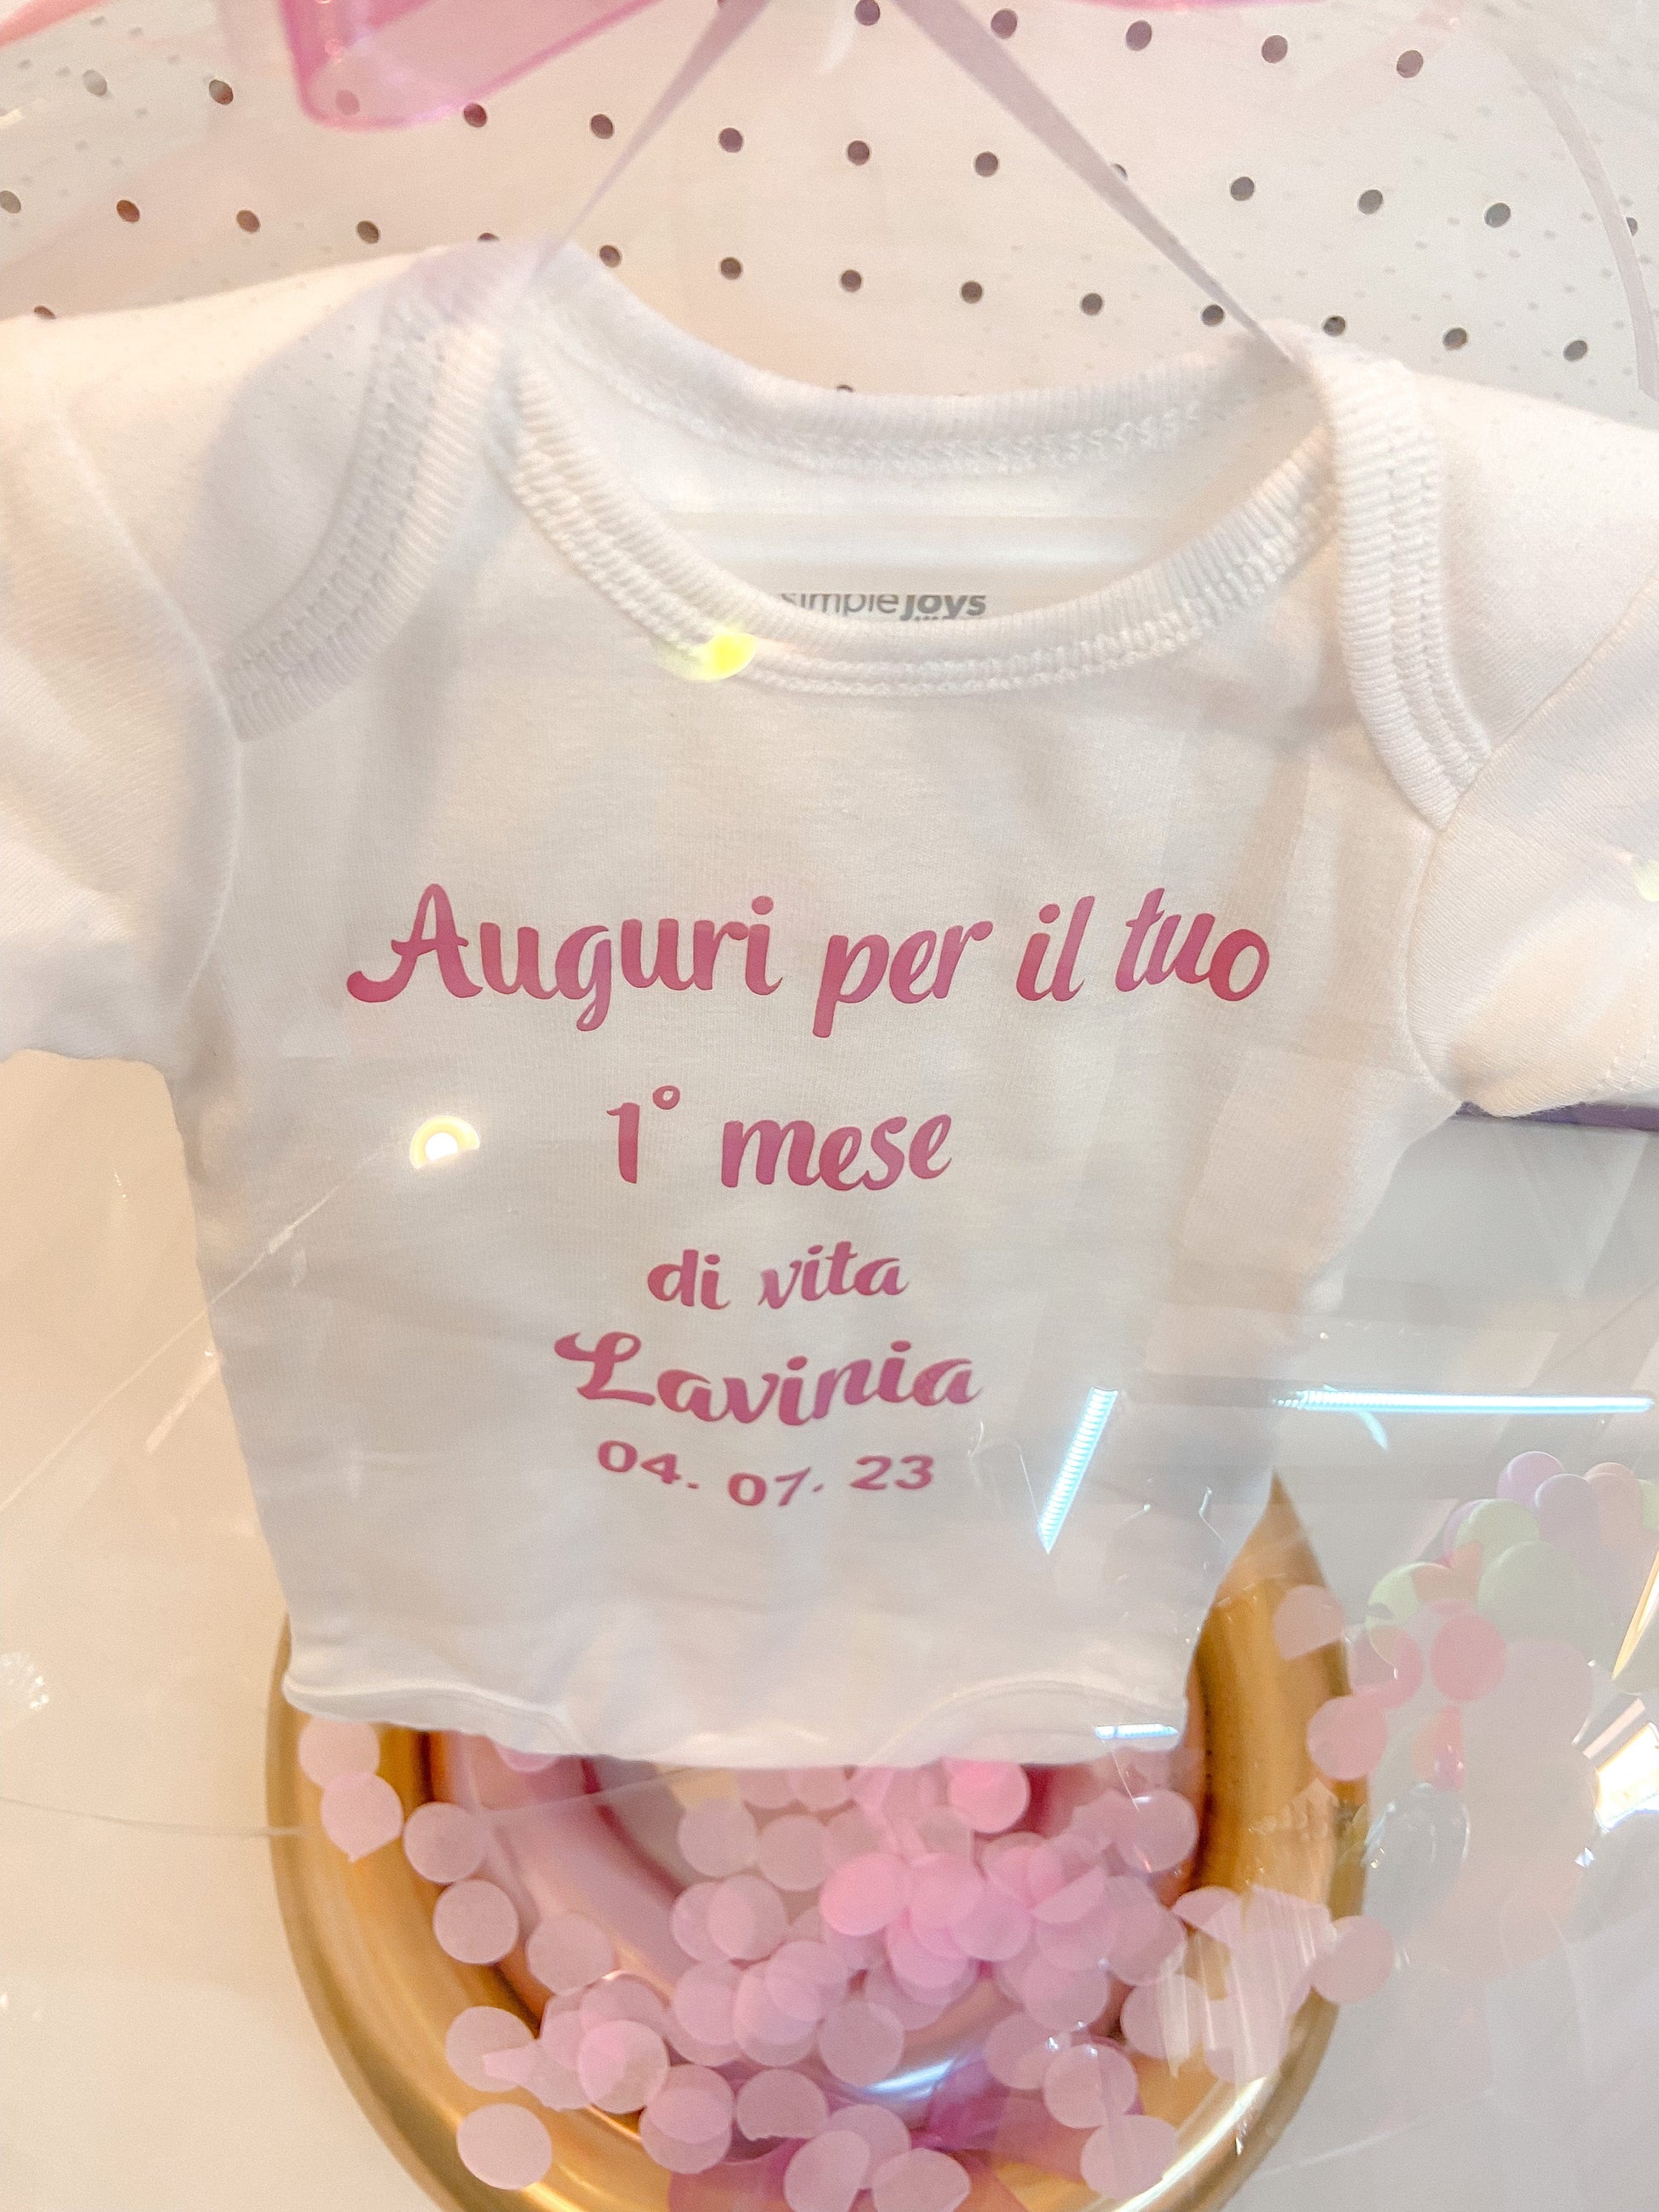 simple joys
Auguri per il tuo
1° mese
di vita
Lavinia
04. 07. 23